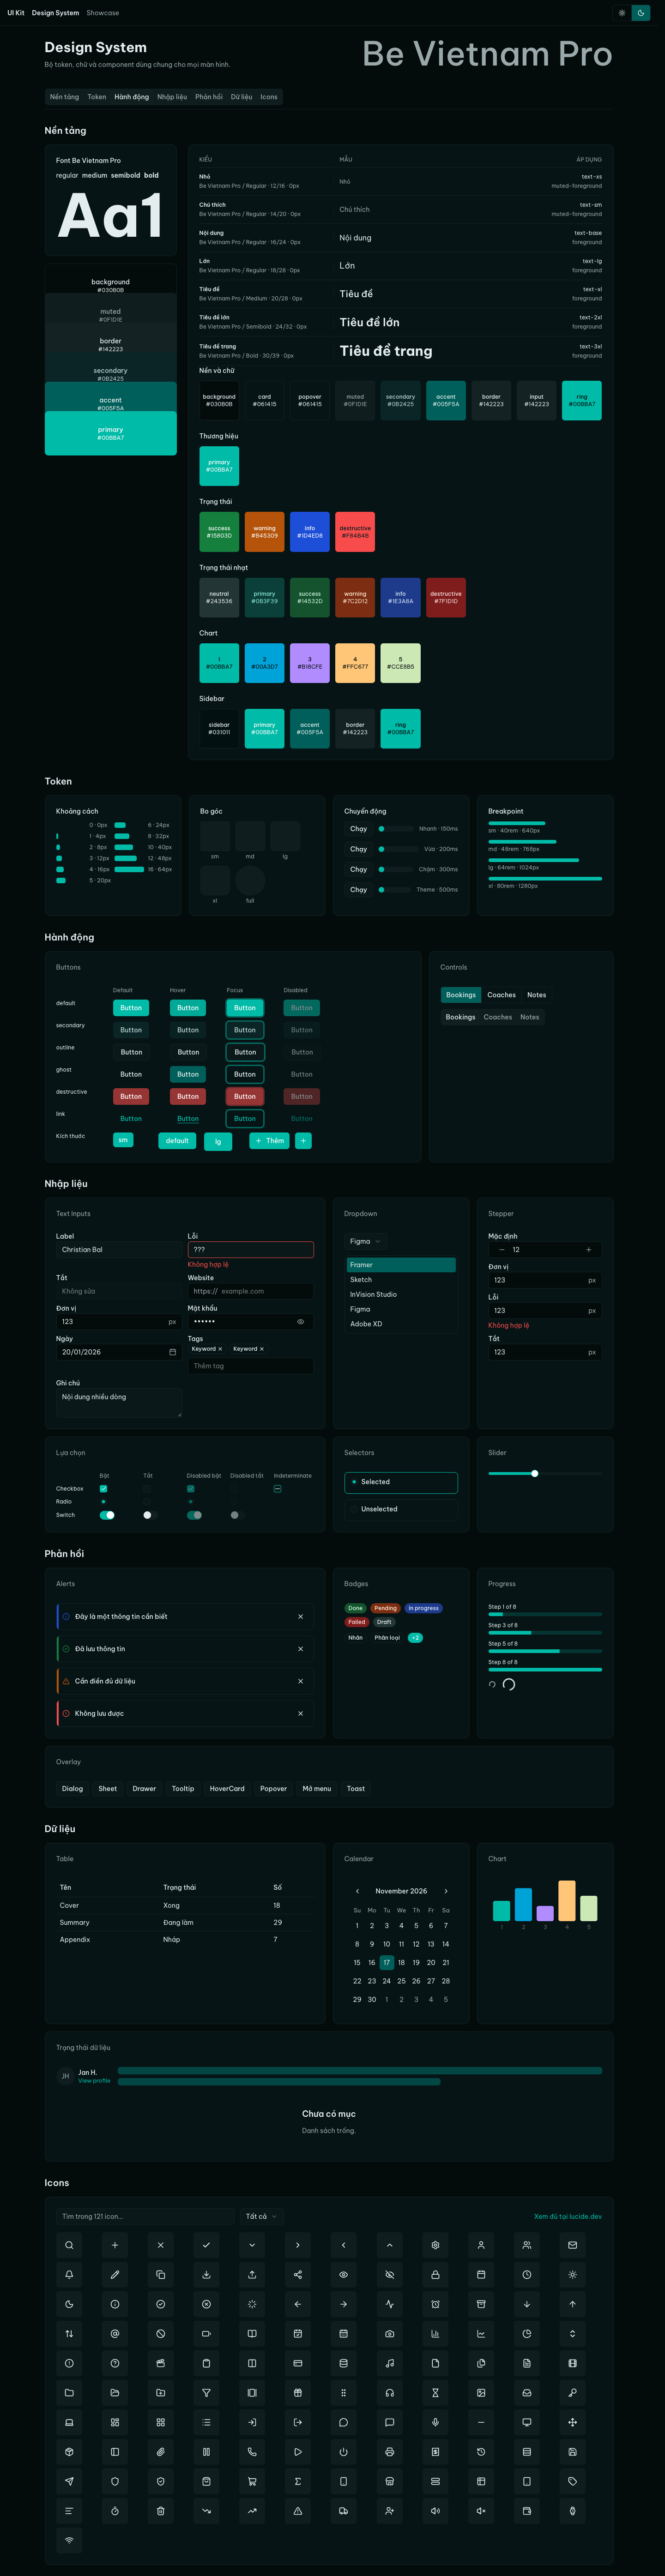 UI Kit Design System Showcase
Design System
Bộ token, chữ và component dùng chung cho mọi màn hình.
Be Vietnam Pro
Nền tảng Token Hành động Nhập liệu Phản hồi Dữ liệu Icons
Nền tảng
Font Be Vietnam Pro
regular medium semibold bold
Aa1
background
#030B0B
muted
#0F1D1E
border
#142223
secondary
#0B2425
accent
#005F5A
primary
#00BBA7
KIỂU MẪU ÁP DỤNG
Nhỏ
Be Vietnam Pro / Regular · 12/16 · 0px
Nhỏ
text-xs
muted-foreground
Chú thích
Be Vietnam Pro / Regular · 14/20 · 0px
Chú thích
text-sm
muted-foreground
Nội dung
Be Vietnam Pro / Regular · 16/24 · 0px
Nội dung
text-base
foreground
Lớn
Be Vietnam Pro / Regular · 18/28 · 0px
Lớn
text-lg
foreground
Tiêu đề
Be Vietnam Pro / Medium · 20/28 · 0px
Tiêu đề
text-xl
foreground
Tiêu đề lớn
Be Vietnam Pro / Semibold · 24/32 · 0px
Tiêu đề lớn
text-2xl
foreground
Tiêu đề trang
Be Vietnam Pro / Bold · 30/39 · 0px
Tiêu đề trang
text-3xl
foreground
Nền và chữ
background card popover muted secondary accent border input ring
#030B0B #061415 #061415 #0F1D1E #0B2425 #005F5A #142223 #142223 #00BBA7
Thương hiệu
primary
#00BBA7
Trạng thái
success warning info destructive
#15803D #B45309 #1D4ED8 #FB4B4B
Trạng thái nhạt
neutral primary success warning info destructive
#243536 #0B3F39 #14532D #7C2D12 #1E3A8A #7F1D1D
Chart
1 2 3 4 5
#00BBA7 #00A3D7 #B18CFE #FFC677 #CCE8B5
Sidebar
sidebar primary accent border ring
#031011 #00BBA7 #005F5A #142223 #00BBA7
Token
Khoảng cách
0 · 0px 6 · 24px
1 · 4px 8 · 32px
2 · 8px 10 · 40px
3 · 12px 12 · 48px
4 · 16px 16 · 64px
5 · 20px
Bo góc
sm md lg
xl full
Chuyển động
Chạy Nhanh · 150ms
Chạy Vừa · 200ms
Chạy Chậm · 300ms
Chạy Theme · 500ms
Breakpoint
sm · 40rem · 640px
md · 48rem · 768px
lg · 64rem · 1024px
xl · 80rem · 1280px
Hành động
Buttons
Default Hover Focus Disabled
default Button Button Button Button
secondary Button Button Button Button
outline Button Button Button Button
ghost Button Button Button Button
destructive Button Button Button Button
link Button Button Button Button
Kích thước sm default lg Thêm
Controls
Bookings Coaches Notes
Bookings Coaches Notes
Nhập liệu
Text Inputs
Label Lỗi
Christian Bal ???
Không hợp lệ
Tắt Website
Không sửa https:// example.com
Đơn vị Mật khẩu
123 px ••••••
Ngày Tags
20/01/2026 Keyword Keyword
Thêm tag
Ghi chú
Nội dung nhiều dòng
Dropdown
Figma
Framer
Sketch
InVision Studio
Figma
Adobe XD
Stepper
Mặc định
12
Đơn vị
123 px
Lỗi
123 px
Không hợp lệ
Tắt
123 px
Lựa chọn
Bật Tắt Disabled bật Disabled tắt Indeterminate
Checkbox
Radio
Switch
Selectors
Selected
Unselected
Slider
Phản hồi
Alerts
Đây là một thông tin cần biết
Đã lưu thông tin
Cần điền đủ dữ liệu
Không lưu được
Badges
Done Pending In progress
Failed Draft
Nhãn Phân loại +2
Progress
Step 1 of 8
Step 3 of 8
Step 5 of 8
Step 8 of 8
Overlay
Dialog Sheet Drawer Tooltip HoverCard Popover Mở menu Toast
Dữ liệu
Table
Tên Trạng thái Số
Cover Xong 18
Summary Đang làm 29
Appendix Nháp 7
Calendar
November 2026
Su Mo Tu We Th Fr Sa
1 2 3 4 5 6 7
8 9 10 11 12 13 14
15 16 17 18 19 20 21
22 23 24 25 26 27 28
29 30 1 2 3 4 5
Chart
1 2 3 4 5
Trạng thái dữ liệu
JH Jan H.
View profile
Chưa có mục
Danh sách trống.
Icons
Tìm trong 121 icon... Tất cả Xem đủ tại lucide.dev